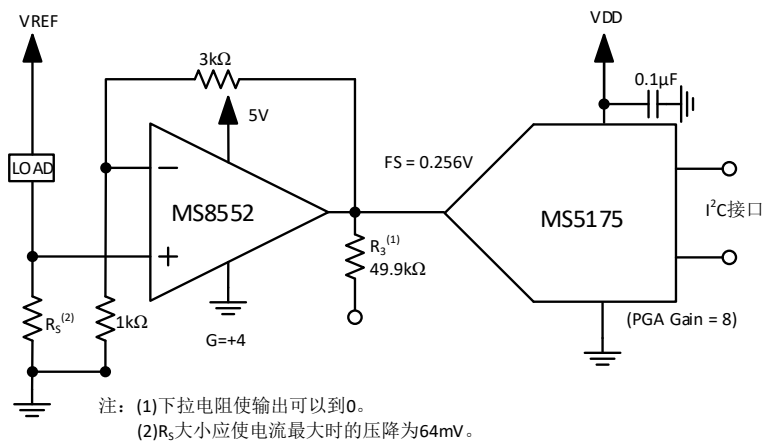 VREF
VDD
3kΩ
0.1μF
5V
LOAD
FS = 0.256V
MS8552
MS5175
I²C接口
R₃⁽¹⁾
49.9kΩ
Rₛ⁽²⁾
1kΩ
G=+4
(PGA Gain = 8)
注：(1)下拉电阻使输出可以到0。
(2)Rₛ大小应使电流最大时的压降为64mV。